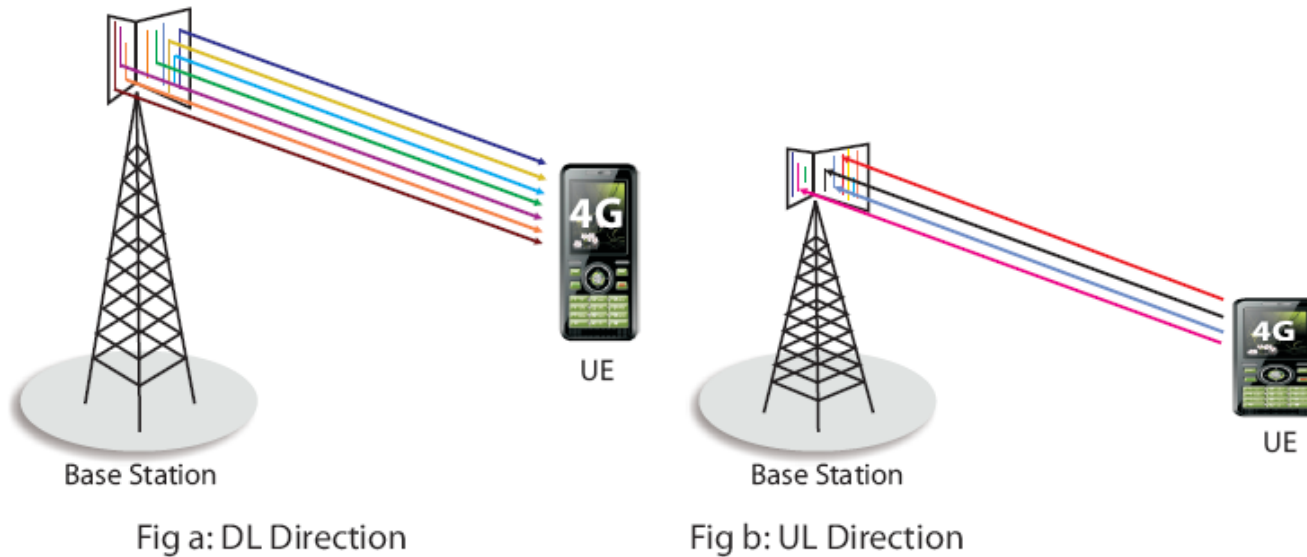 4G
UE
Base Station
Fig a: DL Direction
4G
UE
Base Station
Fig b: UL Direction